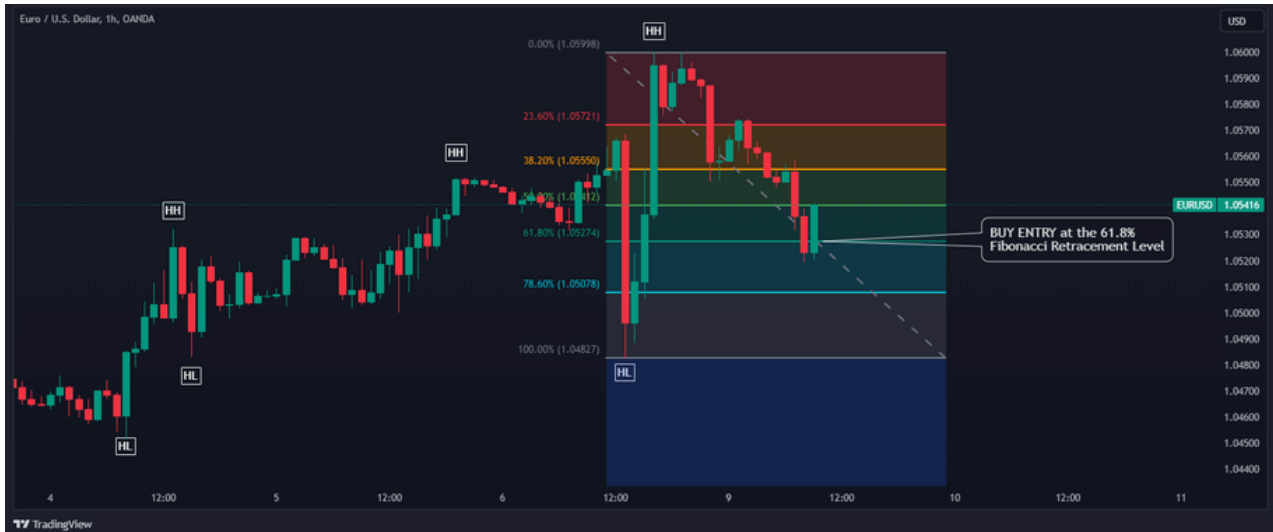 Euro / U.S. Dollar, 1h, OANDA
USD
HH
0.00% (1.05998)
1.06000
1.05900
1.05800
23.60% (1.05721)
1.05700
HH
38.20% (1.05550)
1.05600
1.05500
HH
EURUSD 1.05416
BUY ENTRY at the 61.8%
Fibonacci Retracement Level
61.80% (1.05274)
1.05300
1.05200
78.60% (1.05078)
1.05100
1.05000
1.04900
100.00% (1.04827)
1.04800
HL
HL
1.04700
1.04600
HL
1.04500
1.04400
4 12:00 5 12:00 6 12:00 9 12:00 10 12:00 11
TradingView